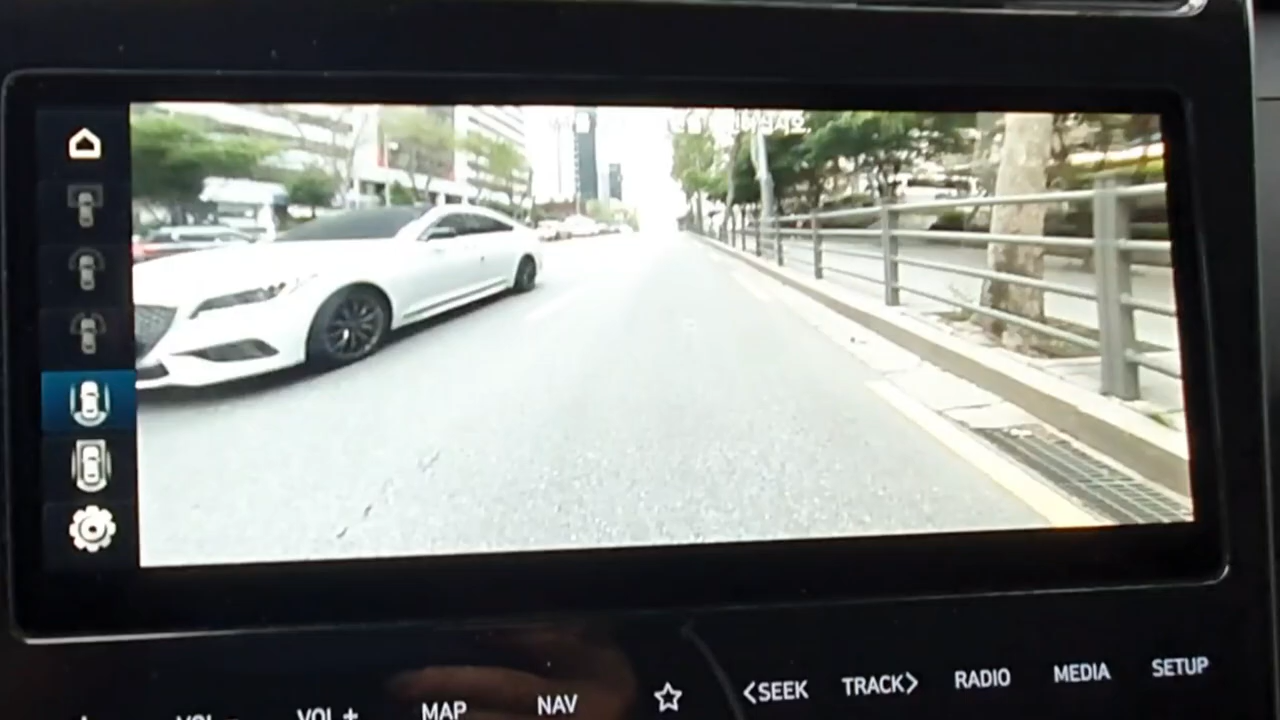 VOL +
MAP
NAV
<SEEK
TRACK>
RADIO
MEDIA
SETUP